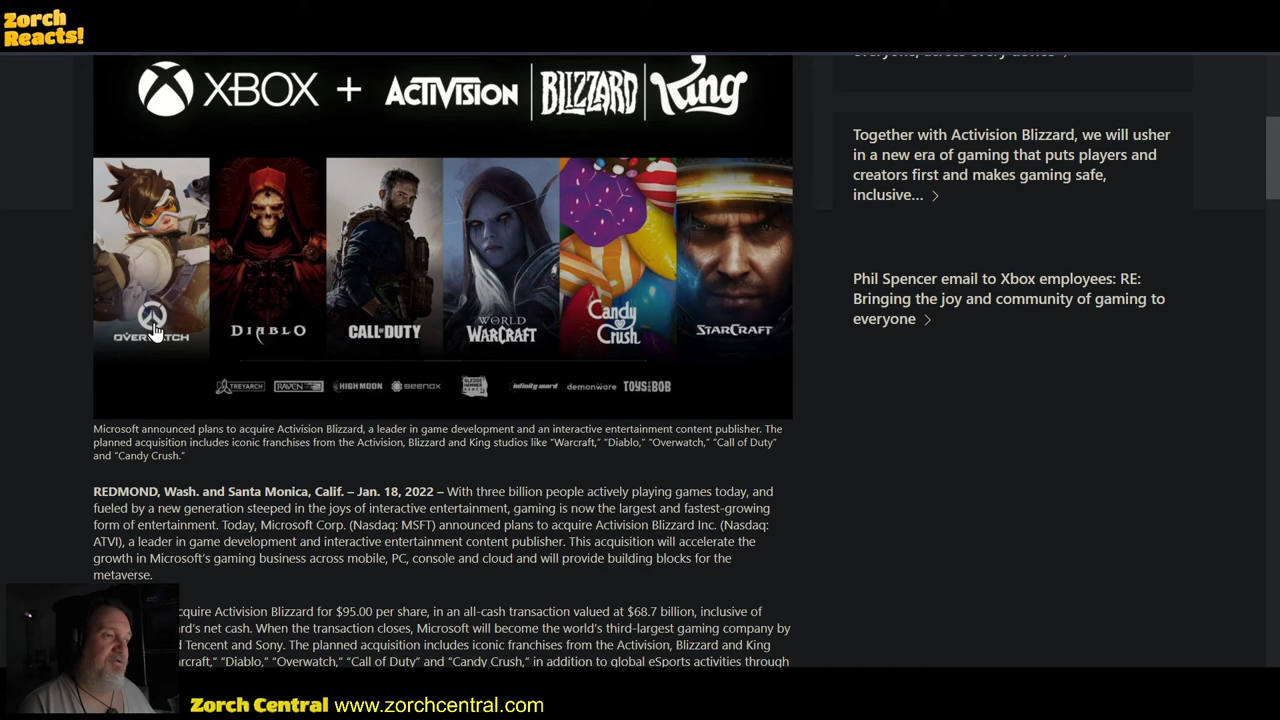 Zorch
Reacts!
XBOX + ACTIVISION BLIZZARD King
OVERWATCH
DIABLO
CALL OF DUTY
WORLD
WARCRAFT
Candy
Crush
STARCRAFT
TREYARCH RAVEN HIGH MOON BEENOX SLEDGEHAMMER GAMES infinity ward demonware TOYS BOB
Microsoft announced plans to acquire Activision Blizzard, a leader in game development and an interactive entertainment content publisher. The
planned acquisition includes iconic franchises from the Activision, Blizzard and King studios like “Warcraft,” “Diablo,” “Overwatch,” “Call of Duty”
and “Candy Crush.”
REDMOND, Wash. and Santa Monica, Calif. – Jan. 18, 2022 – With three billion people actively playing games today, and
fueled by a new generation steeped in the joys of interactive entertainment, gaming is now the largest and fastest-growing
form of entertainment. Today, Microsoft Corp. (Nasdaq: MSFT) announced plans to acquire Activision Blizzard Inc. (Nasdaq:
ATVI), a leader in game development and interactive entertainment content publisher. This acquisition will accelerate the
growth in Microsoft’s gaming business across mobile, PC, console and cloud and will provide building blocks for the
metaverse.
cquire Activision Blizzard for $95.00 per share, in an all-cash transaction valued at $68.7 billion, inclusive of
rd’s net cash. When the transaction closes, Microsoft will become the world’s third-largest gaming company by
d Tencent and Sony. The planned acquisition includes iconic franchises from the Activision, Blizzard and King
arcraft,” “Diablo,” “Overwatch,” “Call of Duty” and “Candy Crush,” in addition to global eSports activities through
everyone, across every device
Together with Activision Blizzard, we will usher
in a new era of gaming that puts players and
creators first and makes gaming safe,
inclusive...
Phil Spencer email to Xbox employees: RE:
Bringing the joy and community of gaming to
everyone
Zorch Central www.zorchcentral.com